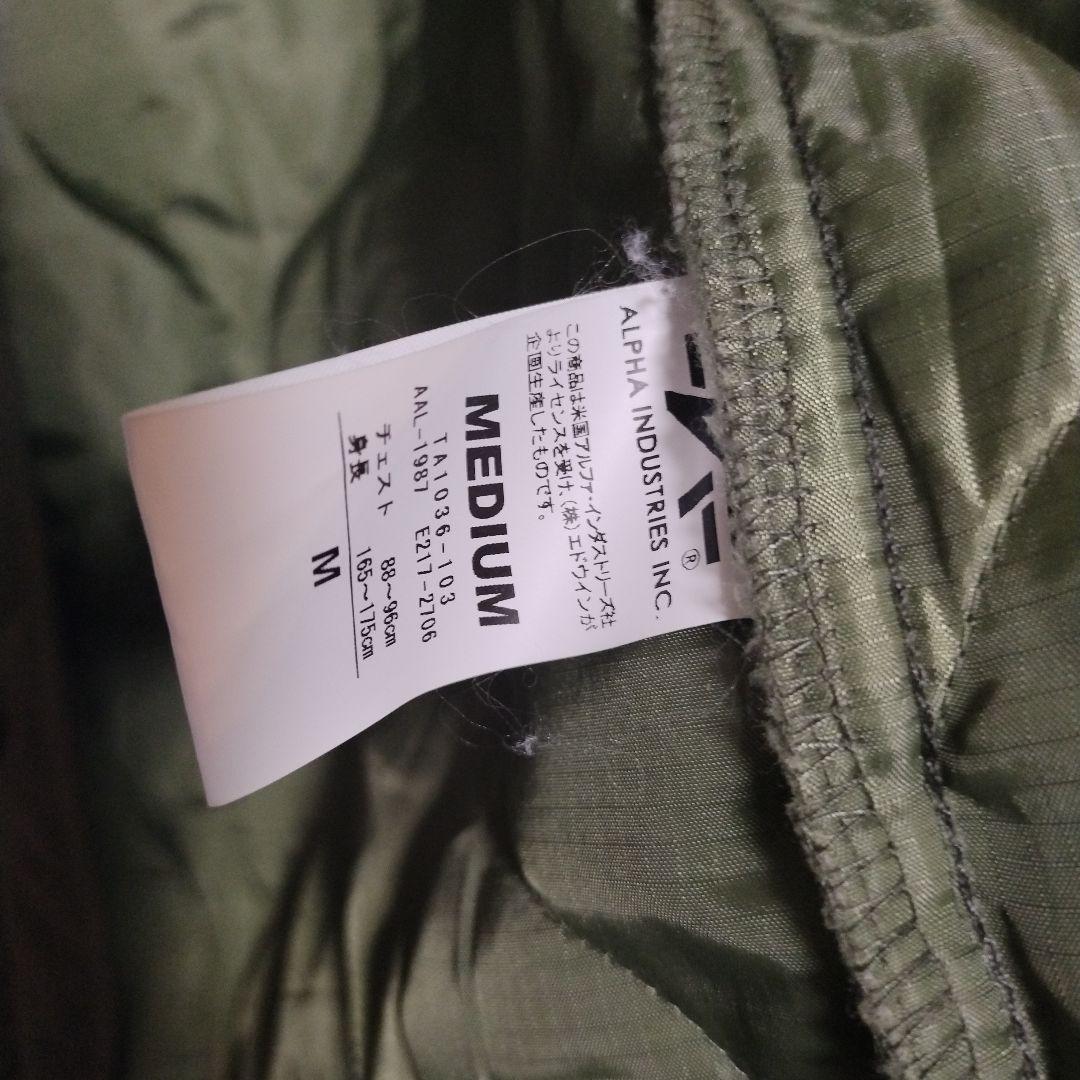 ®
ALPHA INDUSTRIES INC.
この商品は米国アルファ・インダストリーズ社
よりライセンスを受け、(株)エドウインが
企画生産したものです。
MEDIUM
TA1036-103
AAL-1987 E217-2706
チェスト 88〜96cm
身長 165〜175cm
M